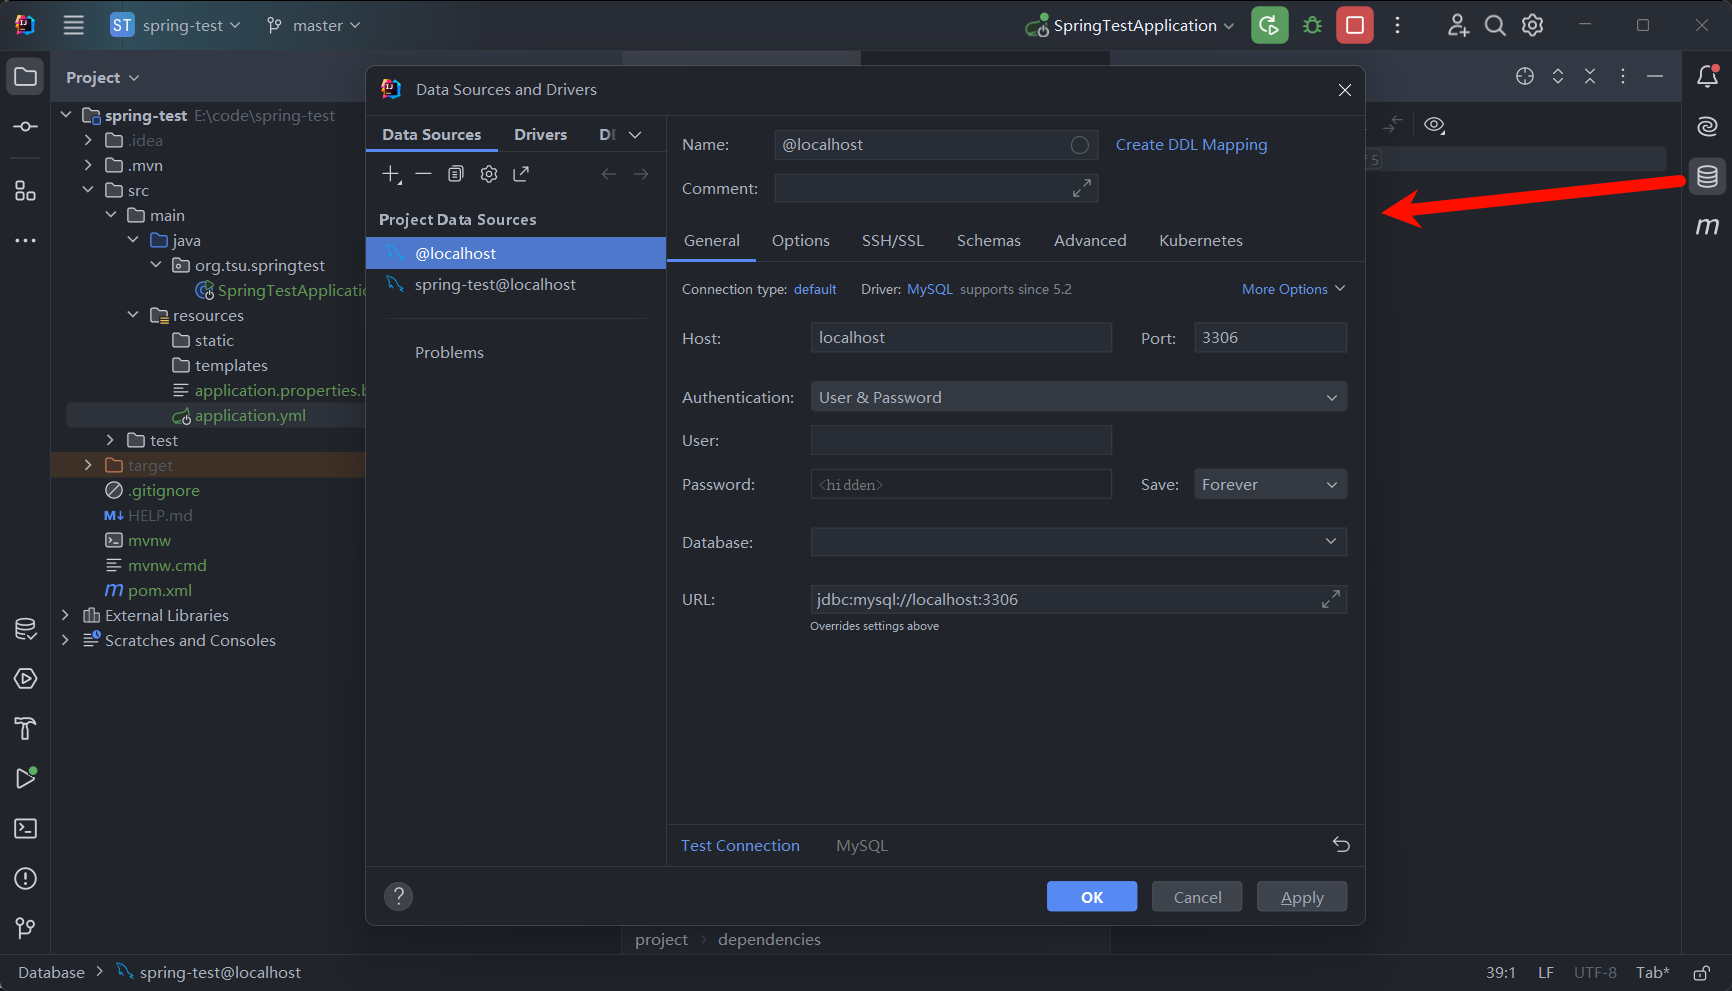 ST spring-test master SpringTestApplication
Project
Data Sources and Drivers
spring-test E:\code\spring-test
.idea
.mvn
src
main
java
org.tsu.springtest
SpringTestApplicatio
resources
static
templates
application.properties.b
application.yml
test
target
.gitignore
HELP.md
mvnw
mvnw.cmd
pom.xml
External Libraries
Scratches and Consoles
Data Sources Drivers
Project Data Sources
@localhost
spring-test@localhost
Problems
Name: @localhost Create DDL Mapping
Comment:
General Options SSH/SSL Schemas Advanced Kubernetes
Connection type: default Driver: MySQL supports since 5.2 More Options
Host: localhost Port: 3306
Authentication: User & Password
User:
Password: <hidden> Save: Forever
Database:
URL: jdbc:mysql://localhost:3306
Overrides settings above
Test Connection MySQL
? OK Cancel Apply
5
m
project dependencies
Database spring-test@localhost 39:1 LF UTF-8 Tab*